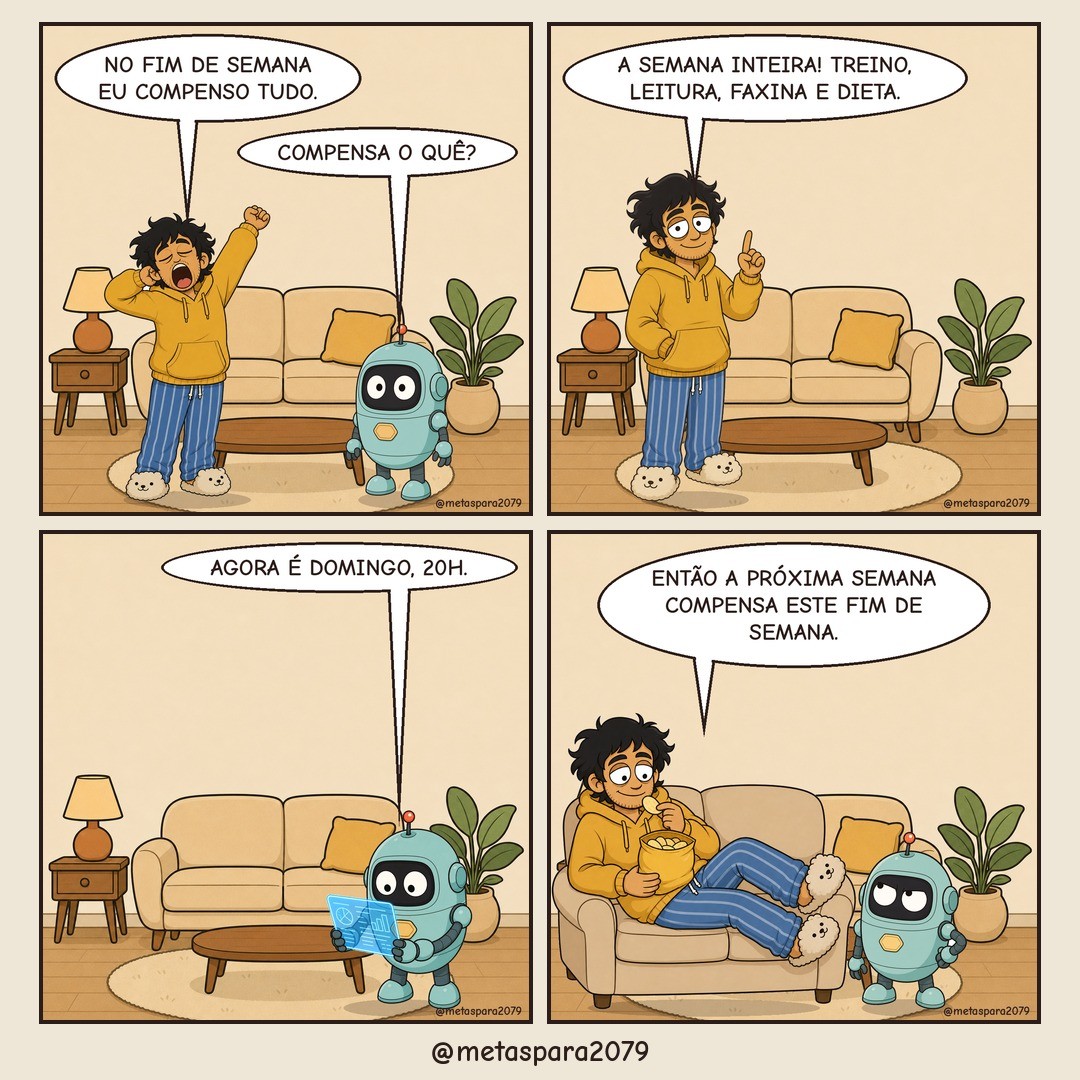 NO FIM DE SEMANA
EU COMPENSO TUDO.
COMPENSA O QUÊ?
@metaspara2079
A SEMANA INTEIRA! TREINO,
LEITURA, FAXINA E DIETA.
@metaspara2079
AGORA É DOMINGO, 20H.
@metaspara2079
ENTÃO A PRÓXIMA SEMANA
COMPENSA ESTE FIM DE
SEMANA.
@metaspara2079
@metaspara2079